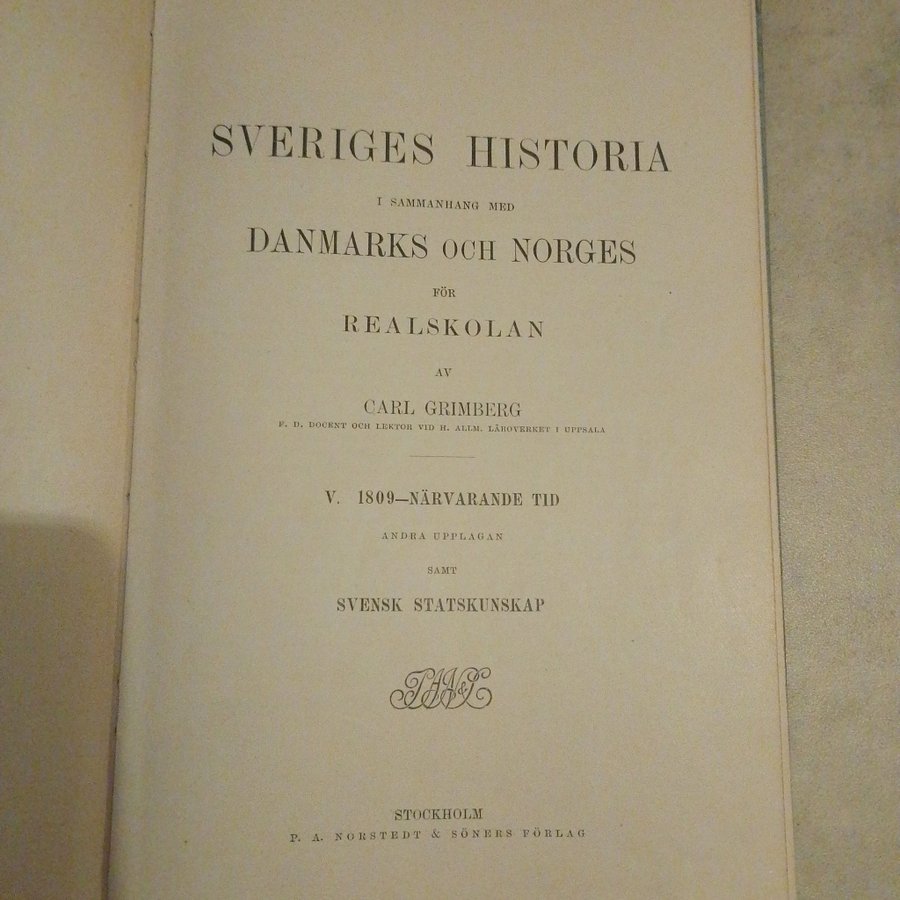 SVERIGES HISTORIA
I SAMMANHANG MED
DANMARKS OCH NORGES
FÖR
REALSKOLAN
AV
CARL GRIMBERG
F. D. DOCENT OCH LEKTOR VID H. ALLM. LÄROVERKET I UPPSALA
V. 1809—NÄRVARANDE TID
ANDRA UPPLAGAN
SAMT
SVENSK STATSKUNSKAP
STOCKHOLM
P. A. NORSTEDT & SÖNERS FÖRLAG